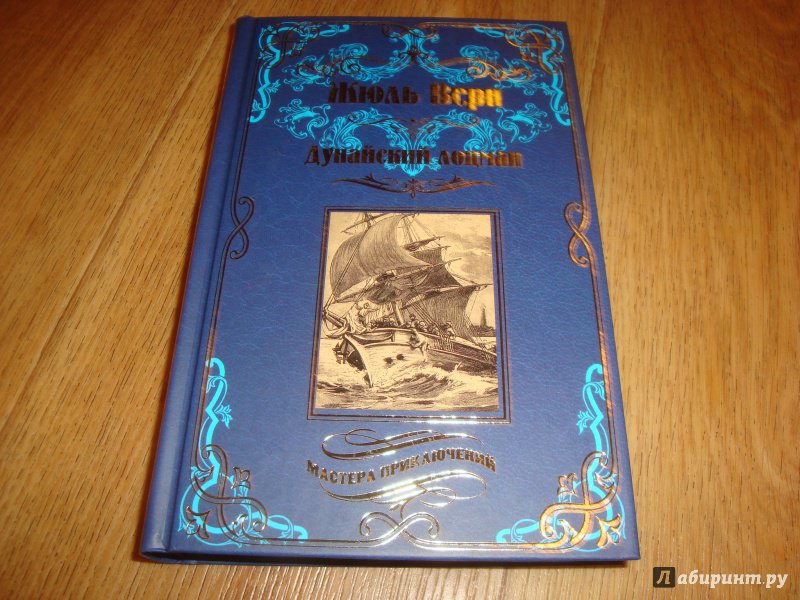 Жюль Верн
Дунайский лоцман
МАСТЕРА ПРИКЛЮЧЕНИЙ
Лабиринт.ру